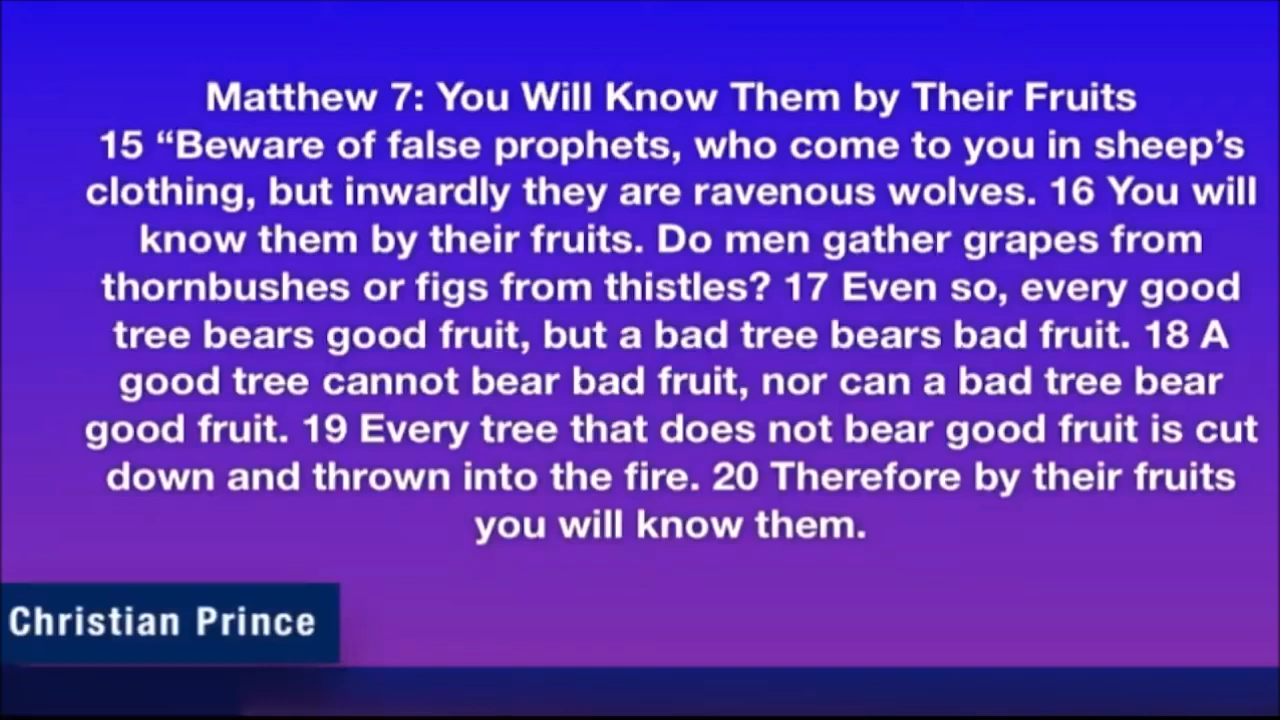 Matthew 7: You Will Know Them by Their Fruits
15 “Beware of false prophets, who come to you in sheep’s
clothing, but inwardly they are ravenous wolves. 16 You will
know them by their fruits. Do men gather grapes from
thornbushes or figs from thistles? 17 Even so, every good
tree bears good fruit, but a bad tree bears bad fruit. 18 A
good tree cannot bear bad fruit, nor can a bad tree bear
good fruit. 19 Every tree that does not bear good fruit is cut
down and thrown into the fire. 20 Therefore by their fruits
you will know them.
Christian Prince